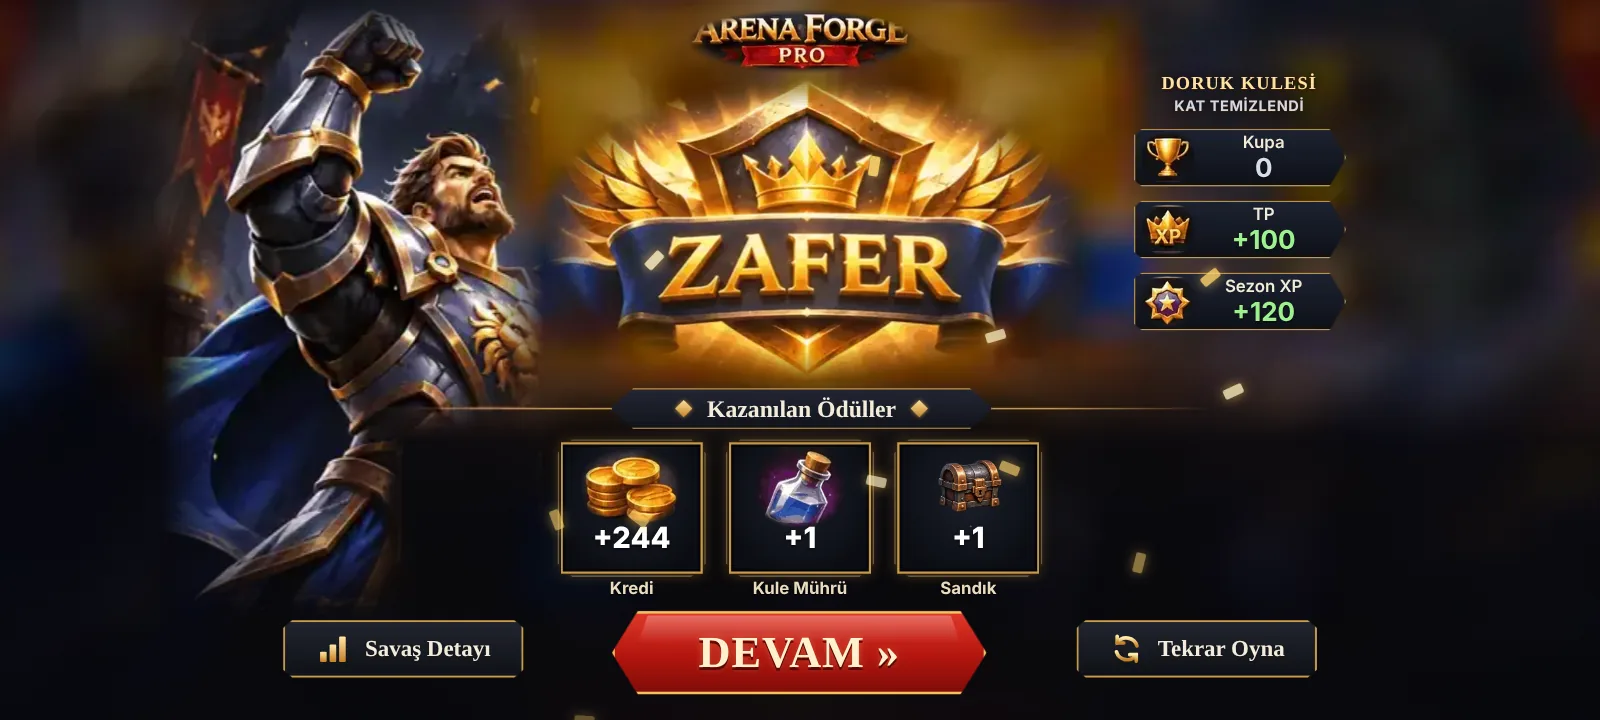 ARENA FORGE
PRO
ZAFER
DORUK KULESİ
KAT TEMİZLENDİ
Kupa
0
XP
TP
+100
Sezon XP
+120
Kazanılan Ödüller
+244
Kredi
+1
Kule Mührü
+1
Sandık
Savaş Detayı
DEVAM »
Tekrar Oyna